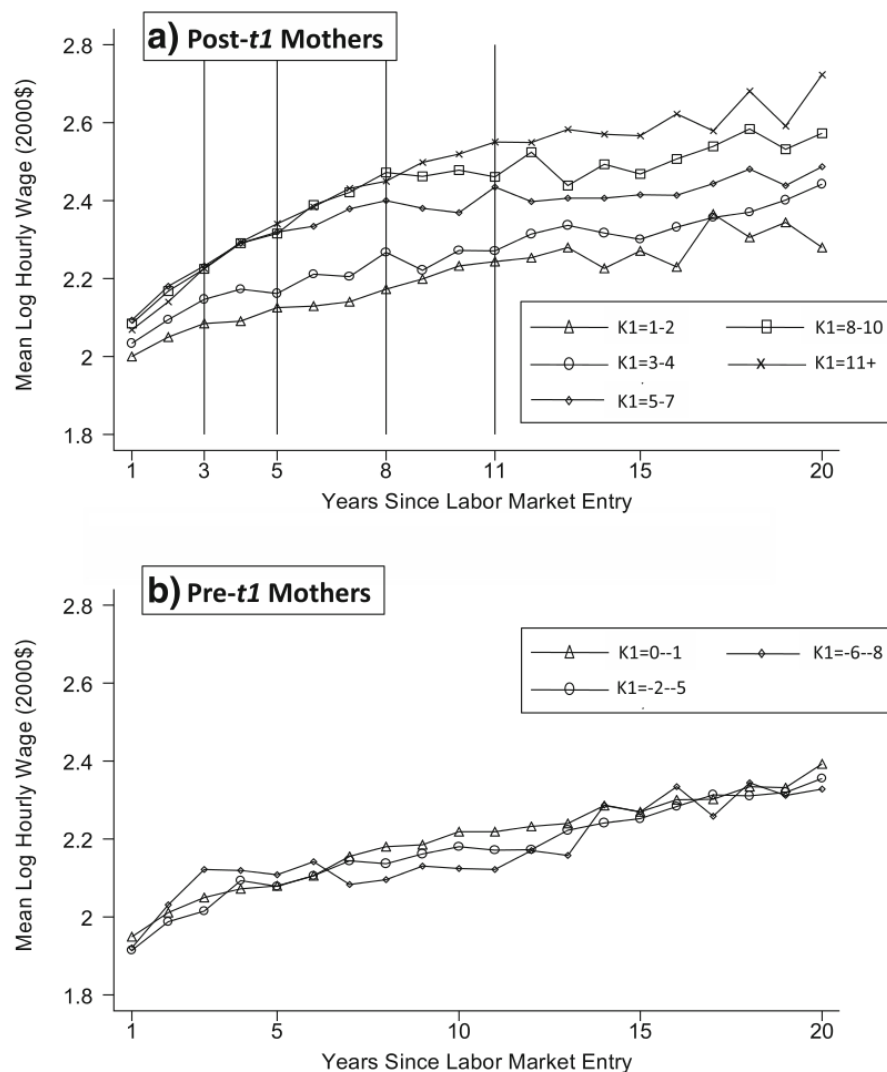 a) Post-t1 Mothers
Mean Log Hourly Wage (2000$)
2.8
2.6
2.4
2.2
2
1.8
K1=1-2
K1=8-10
K1=3-4
K1=11+
K1=5-7
1 3 5 8 11 15 20
Years Since Labor Market Entry
b) Pre-t1 Mothers
Mean Log Hourly Wage (2000$)
2.8
2.6
2.4
2.2
2
1.8
K1=0--1
K1=-6--8
K1=-2--5
1 5 10 15 20
Years Since Labor Market Entry